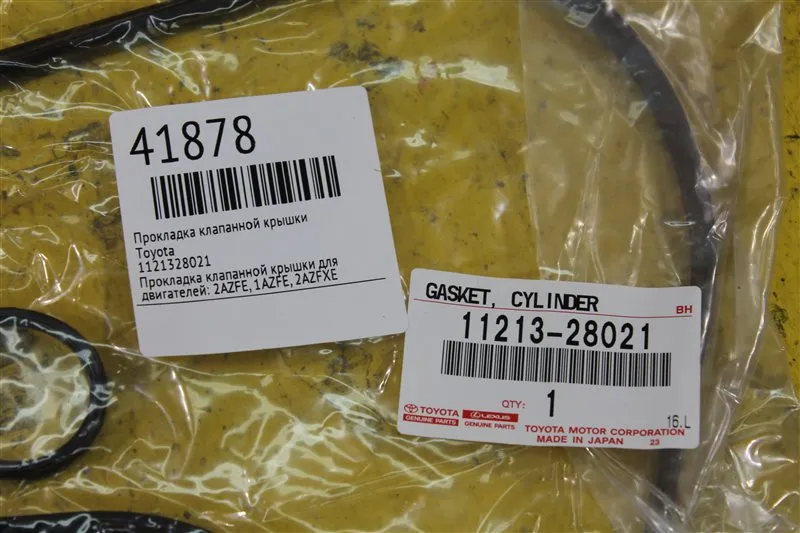 41878
Прокладка клапанной крышки
Toyota
1121328021
Прокладка клапанной крышки для
двигателей: 2AZFE, 1AZFE, 2AZFXE
GASKET, CYLINDER
BH
11213-28021
QTY: 1
16.L
TOYOTA
GENUINE PARTS
LEXUS
GENUINE PARTS
TOYOTA MOTOR CORPORATION
MADE IN JAPAN 23